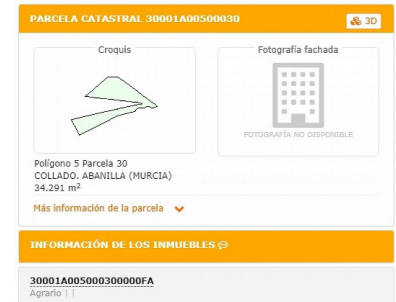 PARCELA CATASTRAL 30001A00500030
3D
Croquis
Fotografía fachada
FOTOGRAFÍA NO DISPONIBLE
Polígono 5 Parcela 30
COLLADO. ABANILLA (MURCIA)
34.291 m²
Más información de la parcela
INFORMACIÓN DE LOS INMUEBLES
30001A005000300000FA
Agrario | |